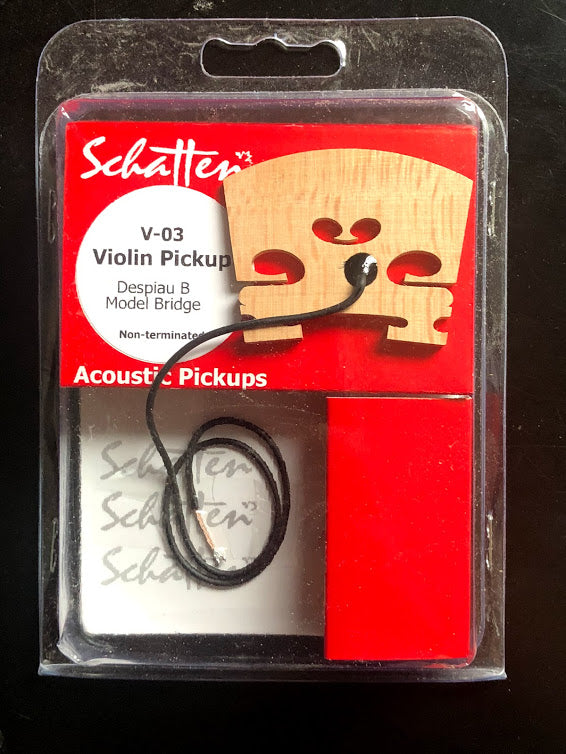 Schatten
V-03
Violin Pickup
Despiau B
Model Bridge
Non-terminated
Acoustic Pickups
Schatten
Schatten
Schatten